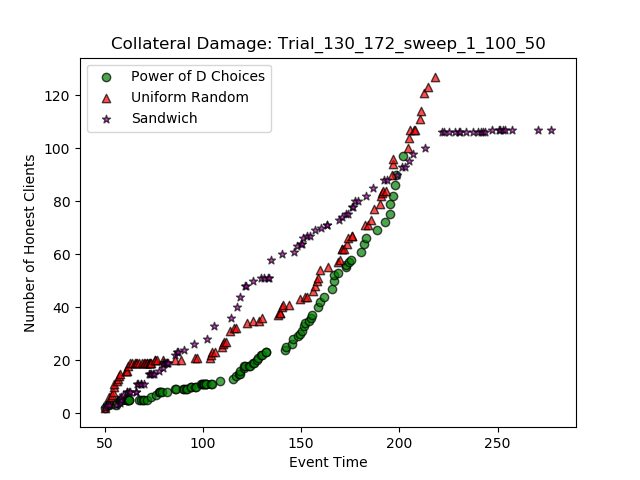 Collateral Damage: Trial_130_172_sweep_1_100_50
Power of D Choices
Uniform Random
Sandwich
Number of Honest Clients
120
100
80
60
40
20
0
50
100
150
200
250
Event Time